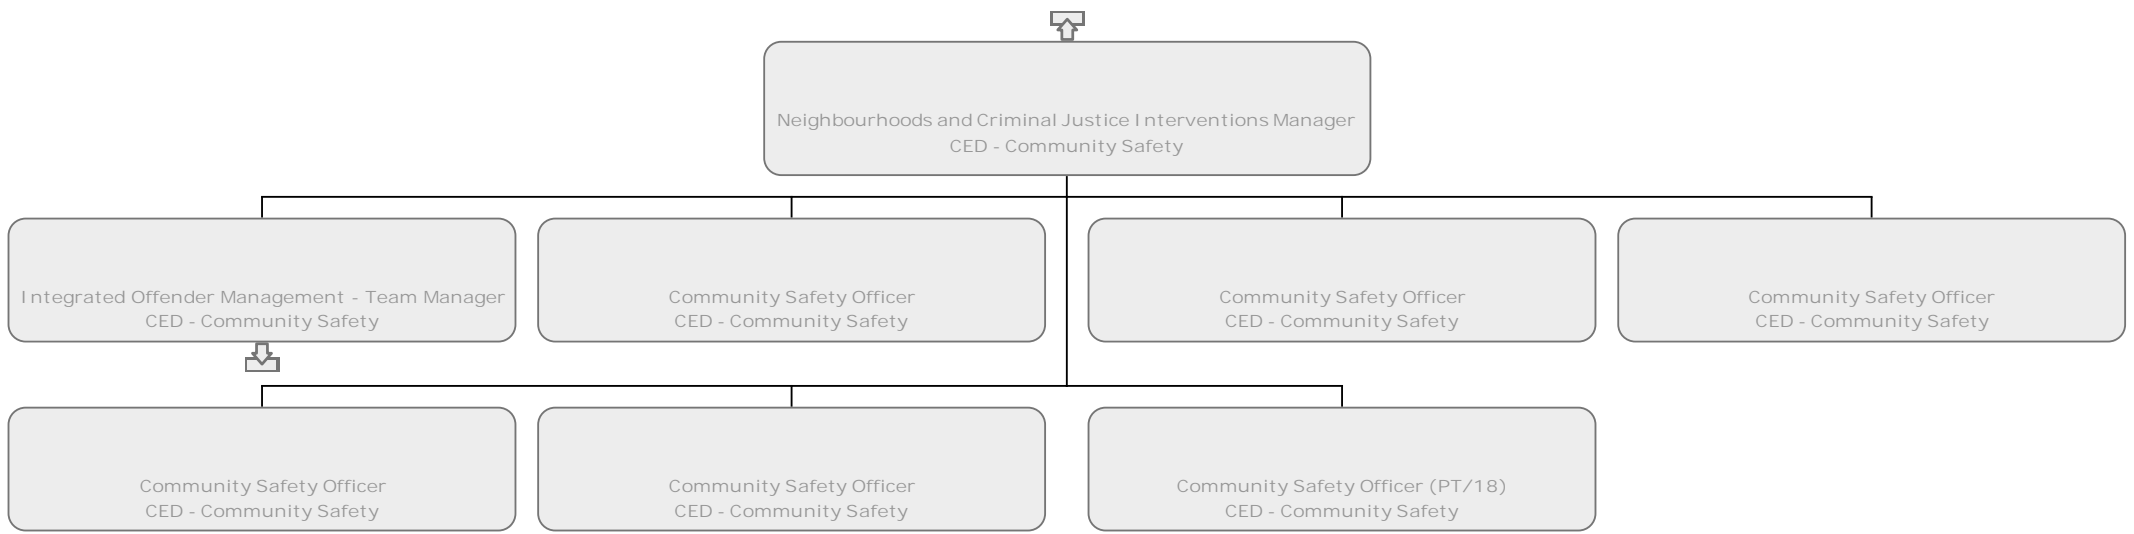 Neighbourhoods and Criminal Justice Interventions Manager
CED - Community Safety
Integrated Offender Management - Team Manager
CED - Community Safety
Community Safety Officer
CED - Community Safety
Community Safety Officer
CED - Community Safety
Community Safety Officer
CED - Community Safety
Community Safety Officer
CED - Community Safety
Community Safety Officer
CED - Community Safety
Community Safety Officer (PT/18)
CED - Community Safety